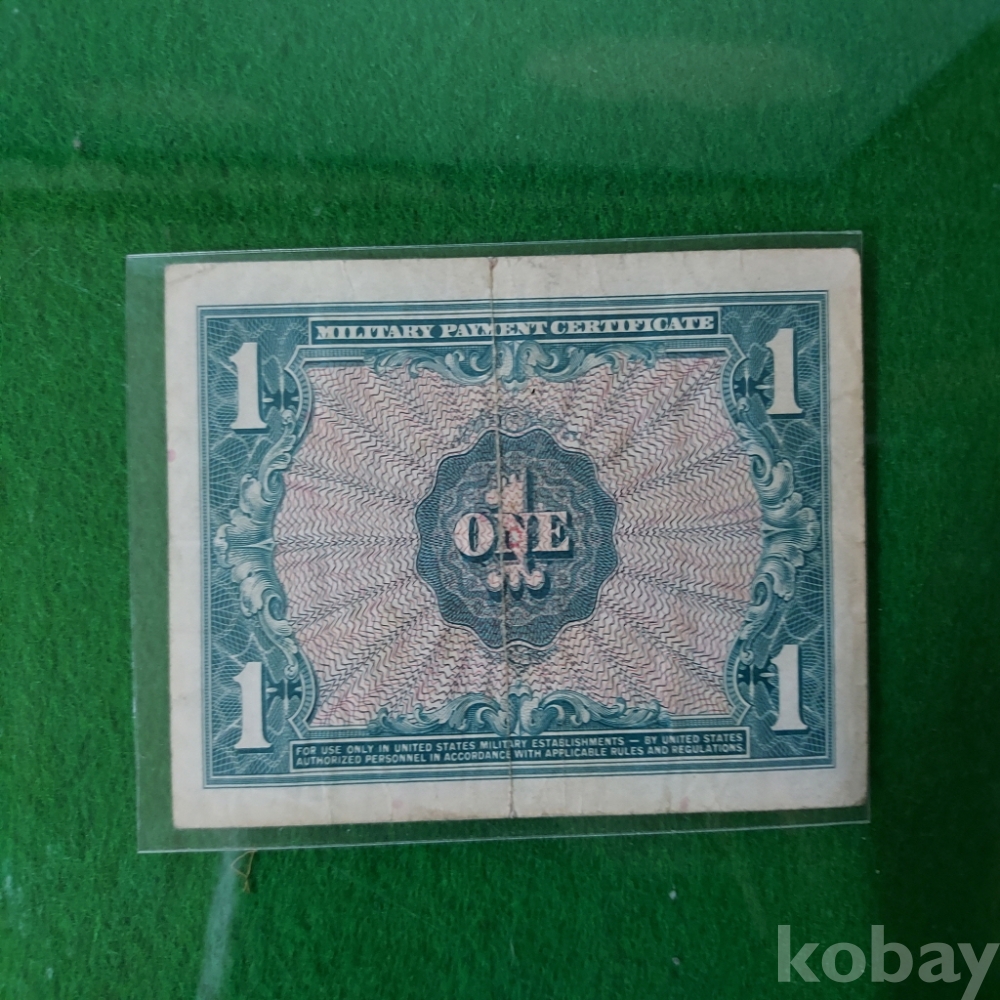 MILITARY PAYMENT CERTIFICATE
1 1
ONE
1 1
FOR USE ONLY IN UNITED STATES MILITARY ESTABLISHMENTS — BY UNITED STATES
AUTHORIZED PERSONNEL IN ACCORDANCE WITH APPLICABLE RULES AND REGULATIONS
kobay